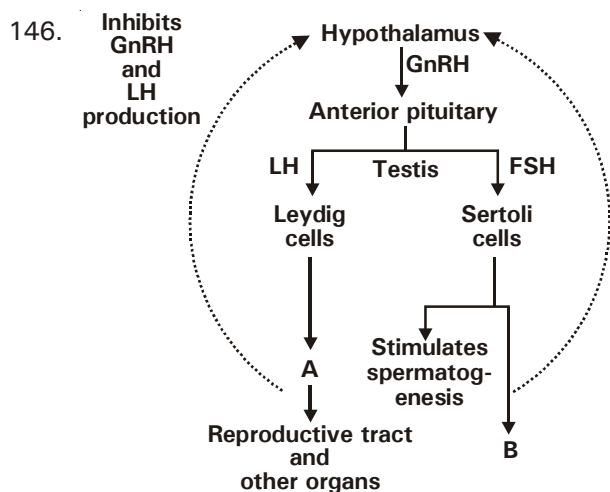 146.
Inhibits
GnRH
and
LH
production
Hypothalamus
GnRH
Anterior pituitary
LH
Testis
FSH
Leydig
cells
Sertoli
cells
A
Stimulates
spermatog-
enesis
Reproductive tract
and
other organs
B